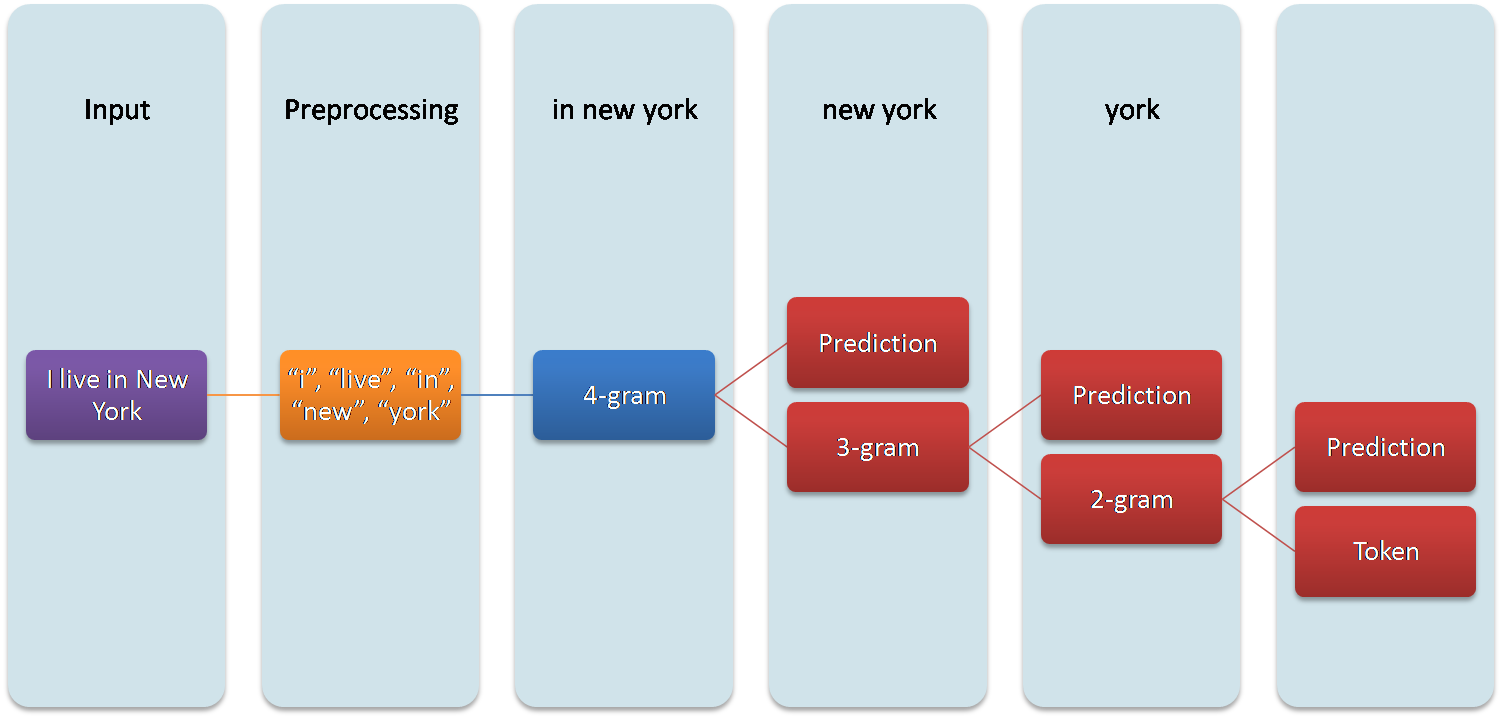 Input
Preprocessing
in new york
new york
york
I live in New
York
“i”, “live”, “in”,
“new”, “york”
4-gram
Prediction
3-gram
Prediction
2-gram
Prediction
Token